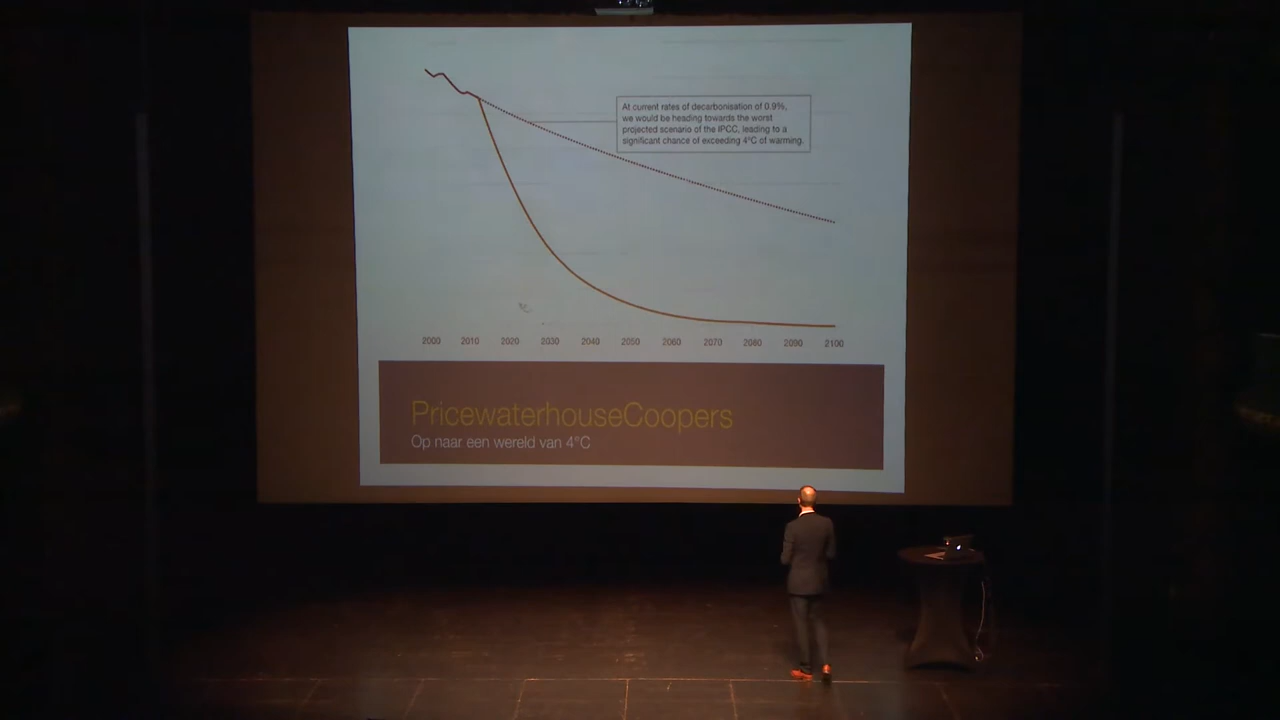 At current rates of decarbonisation of 0.9%,
we would be heading towards the worst
projected scenario of the IPCC, leading to a
significant chance of exceeding 4°C of warming.
2000 2010 2020 2030 2040 2050 2060 2070 2080 2090 2100
PricewaterhouseCoopers
Op naar een wereld van 4°C